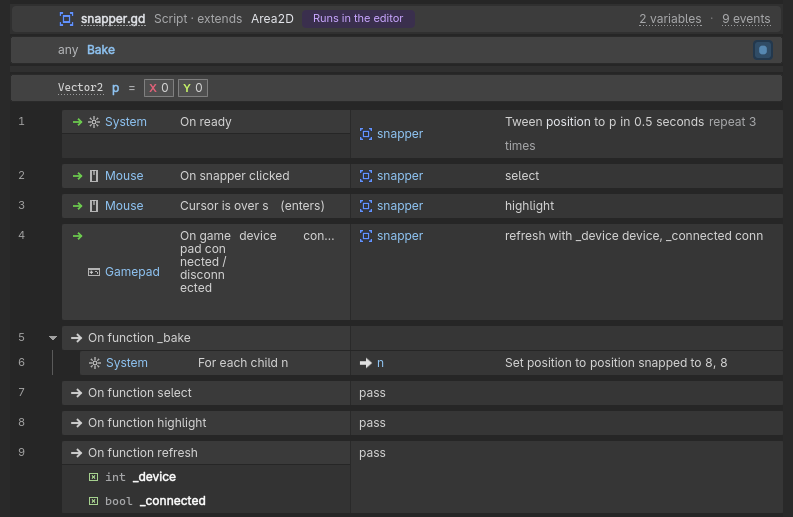 snapper.gd Script · extends Area2D Runs in the editor 2 variables · 9 events
any Bake
Vector2 p = X 0 Y 0
1 System On ready snapper Tween position to p in 0.5 seconds repeat 3
times
2 Mouse On snapper clicked snapper select
3 Mouse Cursor is over s (enters) snapper highlight
4 On game device con... snapper refresh with _device device, _connected conn
pad con
nected /
Gamepad disconn
ected
5 On function _bake
6 System For each child n n Set position to position snapped to 8, 8
7 On function select pass
8 On function highlight pass
9 On function refresh pass
int _device
bool _connected